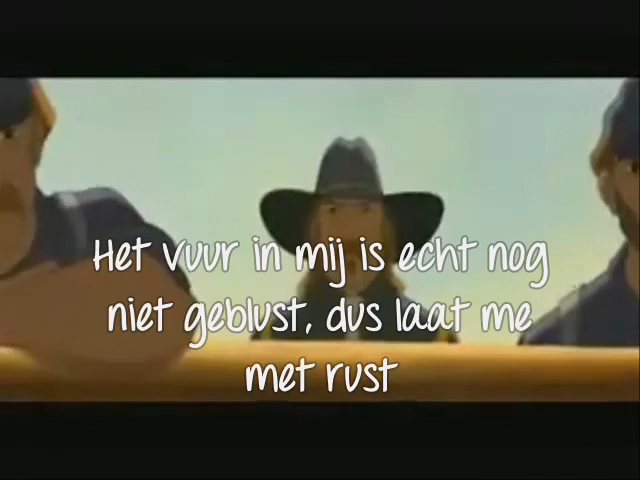 Het vuur in mij is echt nog
niet geblust, dus laat me
met rust